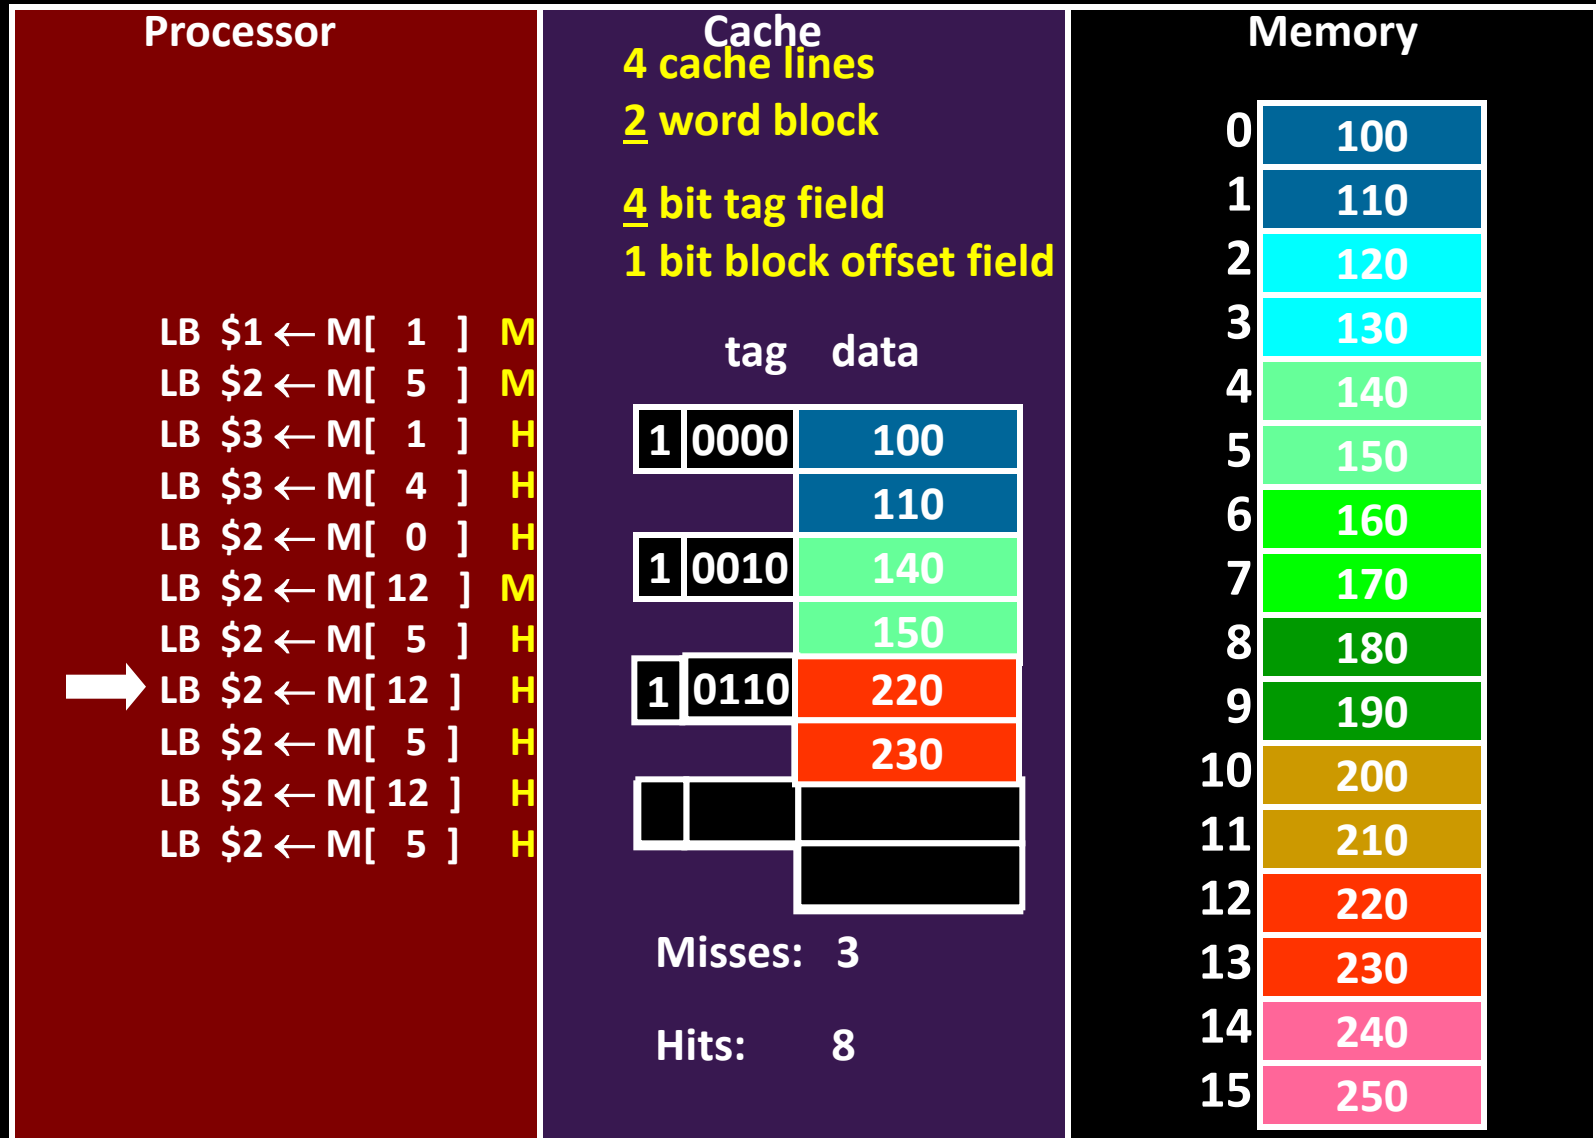 Processor
LB $1 ← M[ 1 ] M
LB $2 ← M[ 5 ] M
LB $3 ← M[ 1 ] H
LB $3 ← M[ 4 ] H
LB $2 ← M[ 0 ] H
LB $2 ← M[ 12 ] M
LB $2 ← M[ 5 ] H
LB $2 ← M[ 12 ] H
LB $2 ← M[ 5 ] H
LB $2 ← M[ 12 ] H
LB $2 ← M[ 5 ] H
Cache
4 cache lines
2 word block
4 bit tag field
1 bit block offset field
tag data
1 0000 100
110
1 0010 140
150
1 0110 220
230
Misses: 3
Hits: 8
Memory
0 100
1 110
2 120
3 130
4 140
5 150
6 160
7 170
8 180
9 190
10 200
11 210
12 220
13 230
14 240
15 250